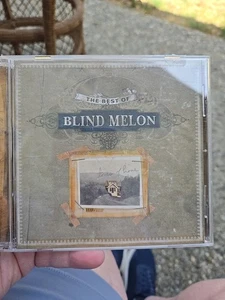 THE BEST OF
BLIND MELON